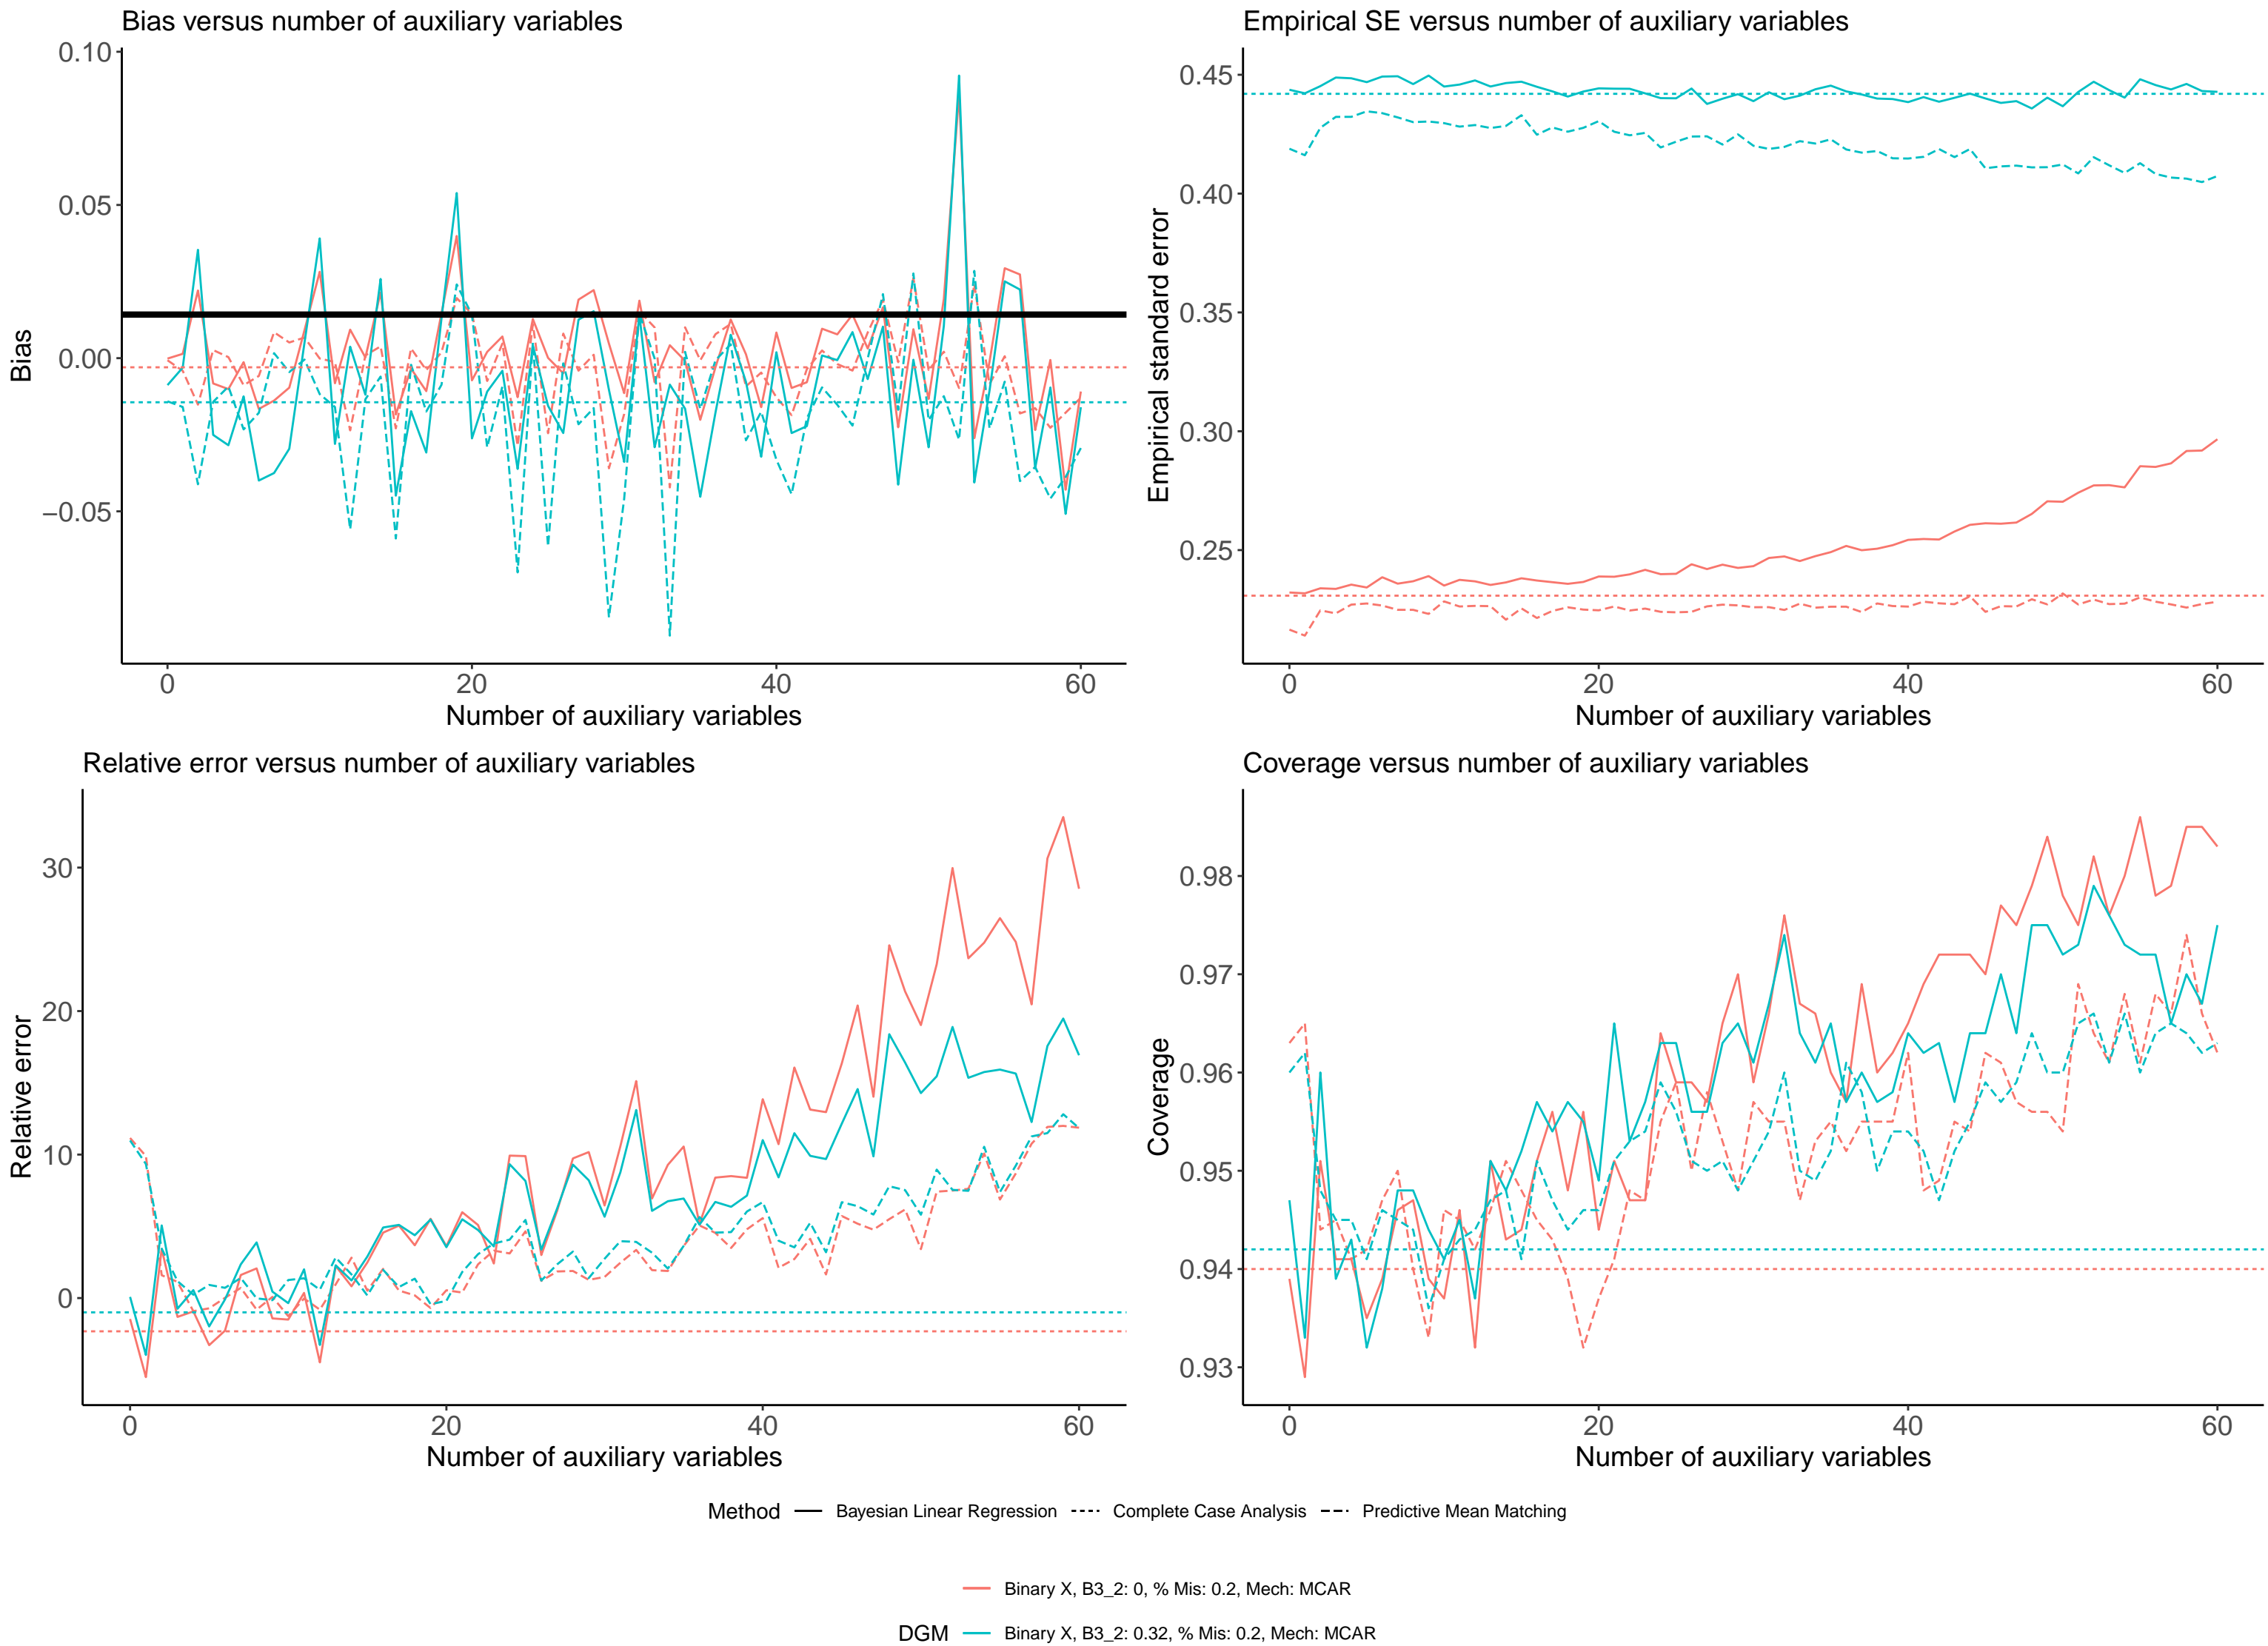 Bias versus number of auxiliary variables
0.10
0.05
0.00
−0.05
Bias
0 20 40 60
Number of auxiliary variables
Empirical SE versus number of auxiliary variables
0.45
0.40
0.35
0.30
0.25
Empirical standard error
0 20 40 60
Number of auxiliary variables
Relative error versus number of auxiliary variables
30
20
10
0
Relative error
0 20 40 60
Number of auxiliary variables
Coverage versus number of auxiliary variables
0.98
0.97
0.96
0.95
0.94
0.93
Coverage
0 20 40 60
Number of auxiliary variables
Method Bayesian Linear Regression Complete Case Analysis Predictive Mean Matching
Binary X, B3_2: 0, % Mis: 0.2, Mech: MCAR
DGM Binary X, B3_2: 0.32, % Mis: 0.2, Mech: MCAR